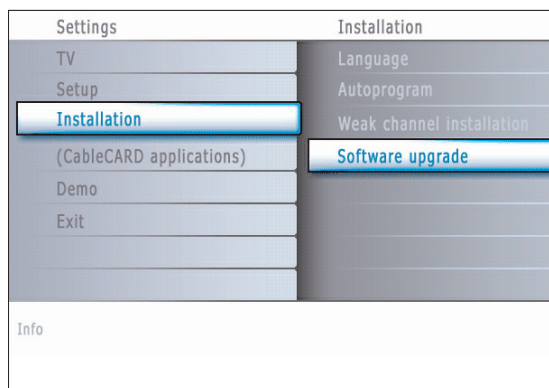 Settings
TV
Setup
Installation
(CableCARD applications)
Demo
Exit
Installation
Language
Autoprogram
Weak channel installation
Software upgrade
Info